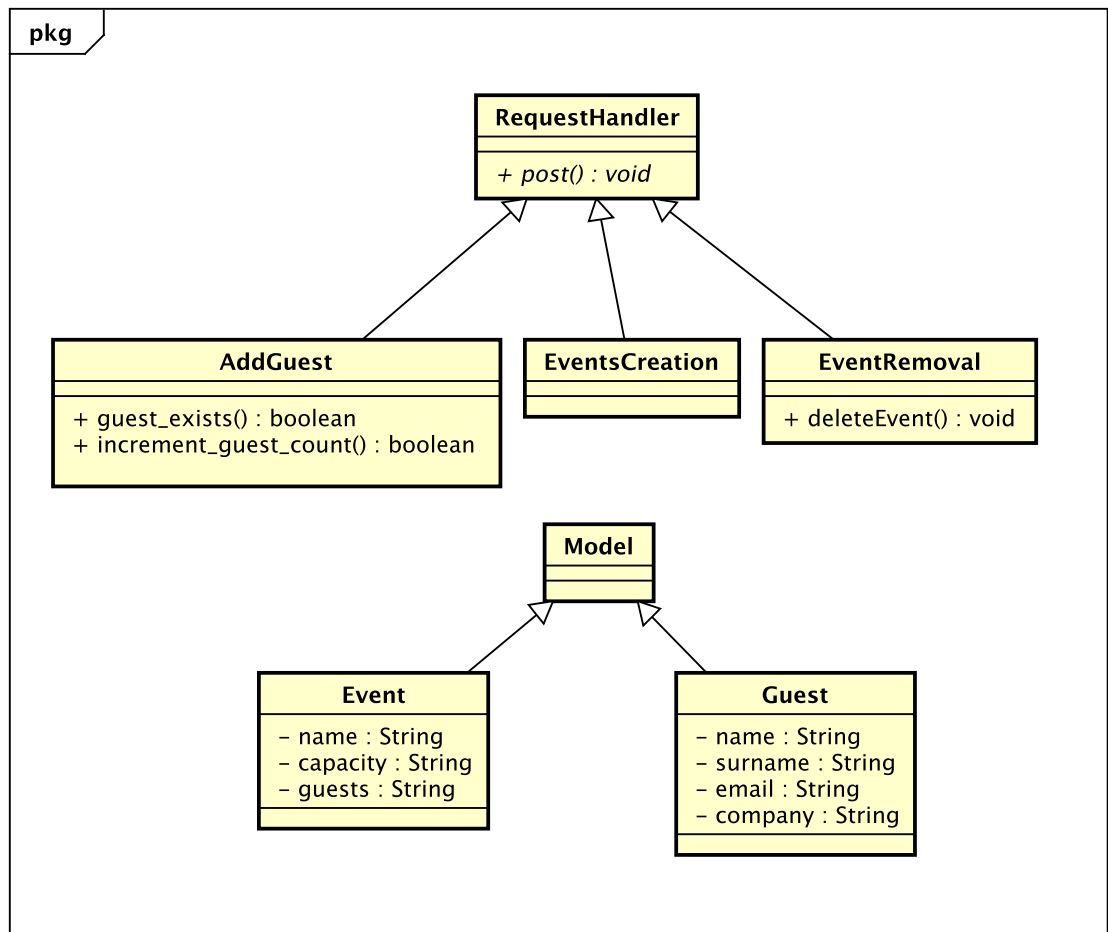 pkg
RequestHandler
+ post() : void
AddGuest
+ guest_exists() : boolean
+ increment_guest_count() : boolean
EventsCreation
EventRemoval
+ deleteEvent() : void
Model
Event
- name : String
- capacity : String
- guests : String
Guest
- name : String
- surname : String
- email : String
- company : String